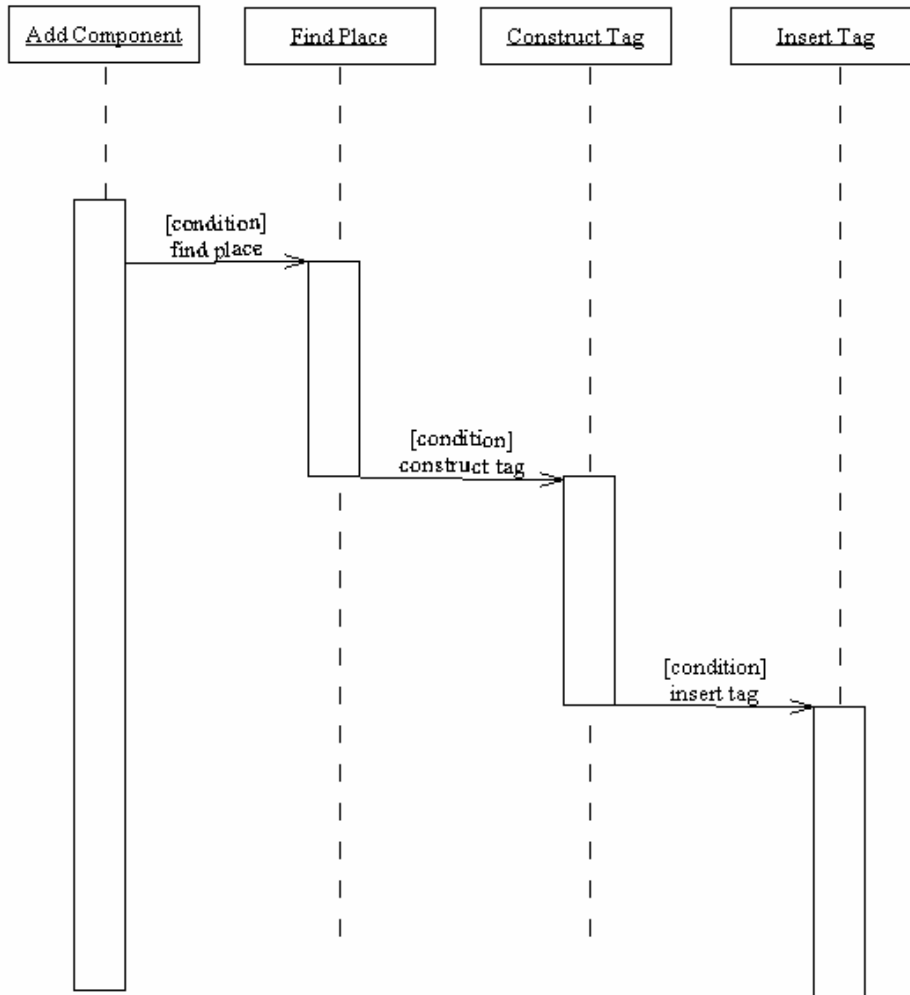 Add Component
Find Place
Construct Tag
Insert Tag
[condition]
find place
[condition]
construct tag
[condition]
insert tag